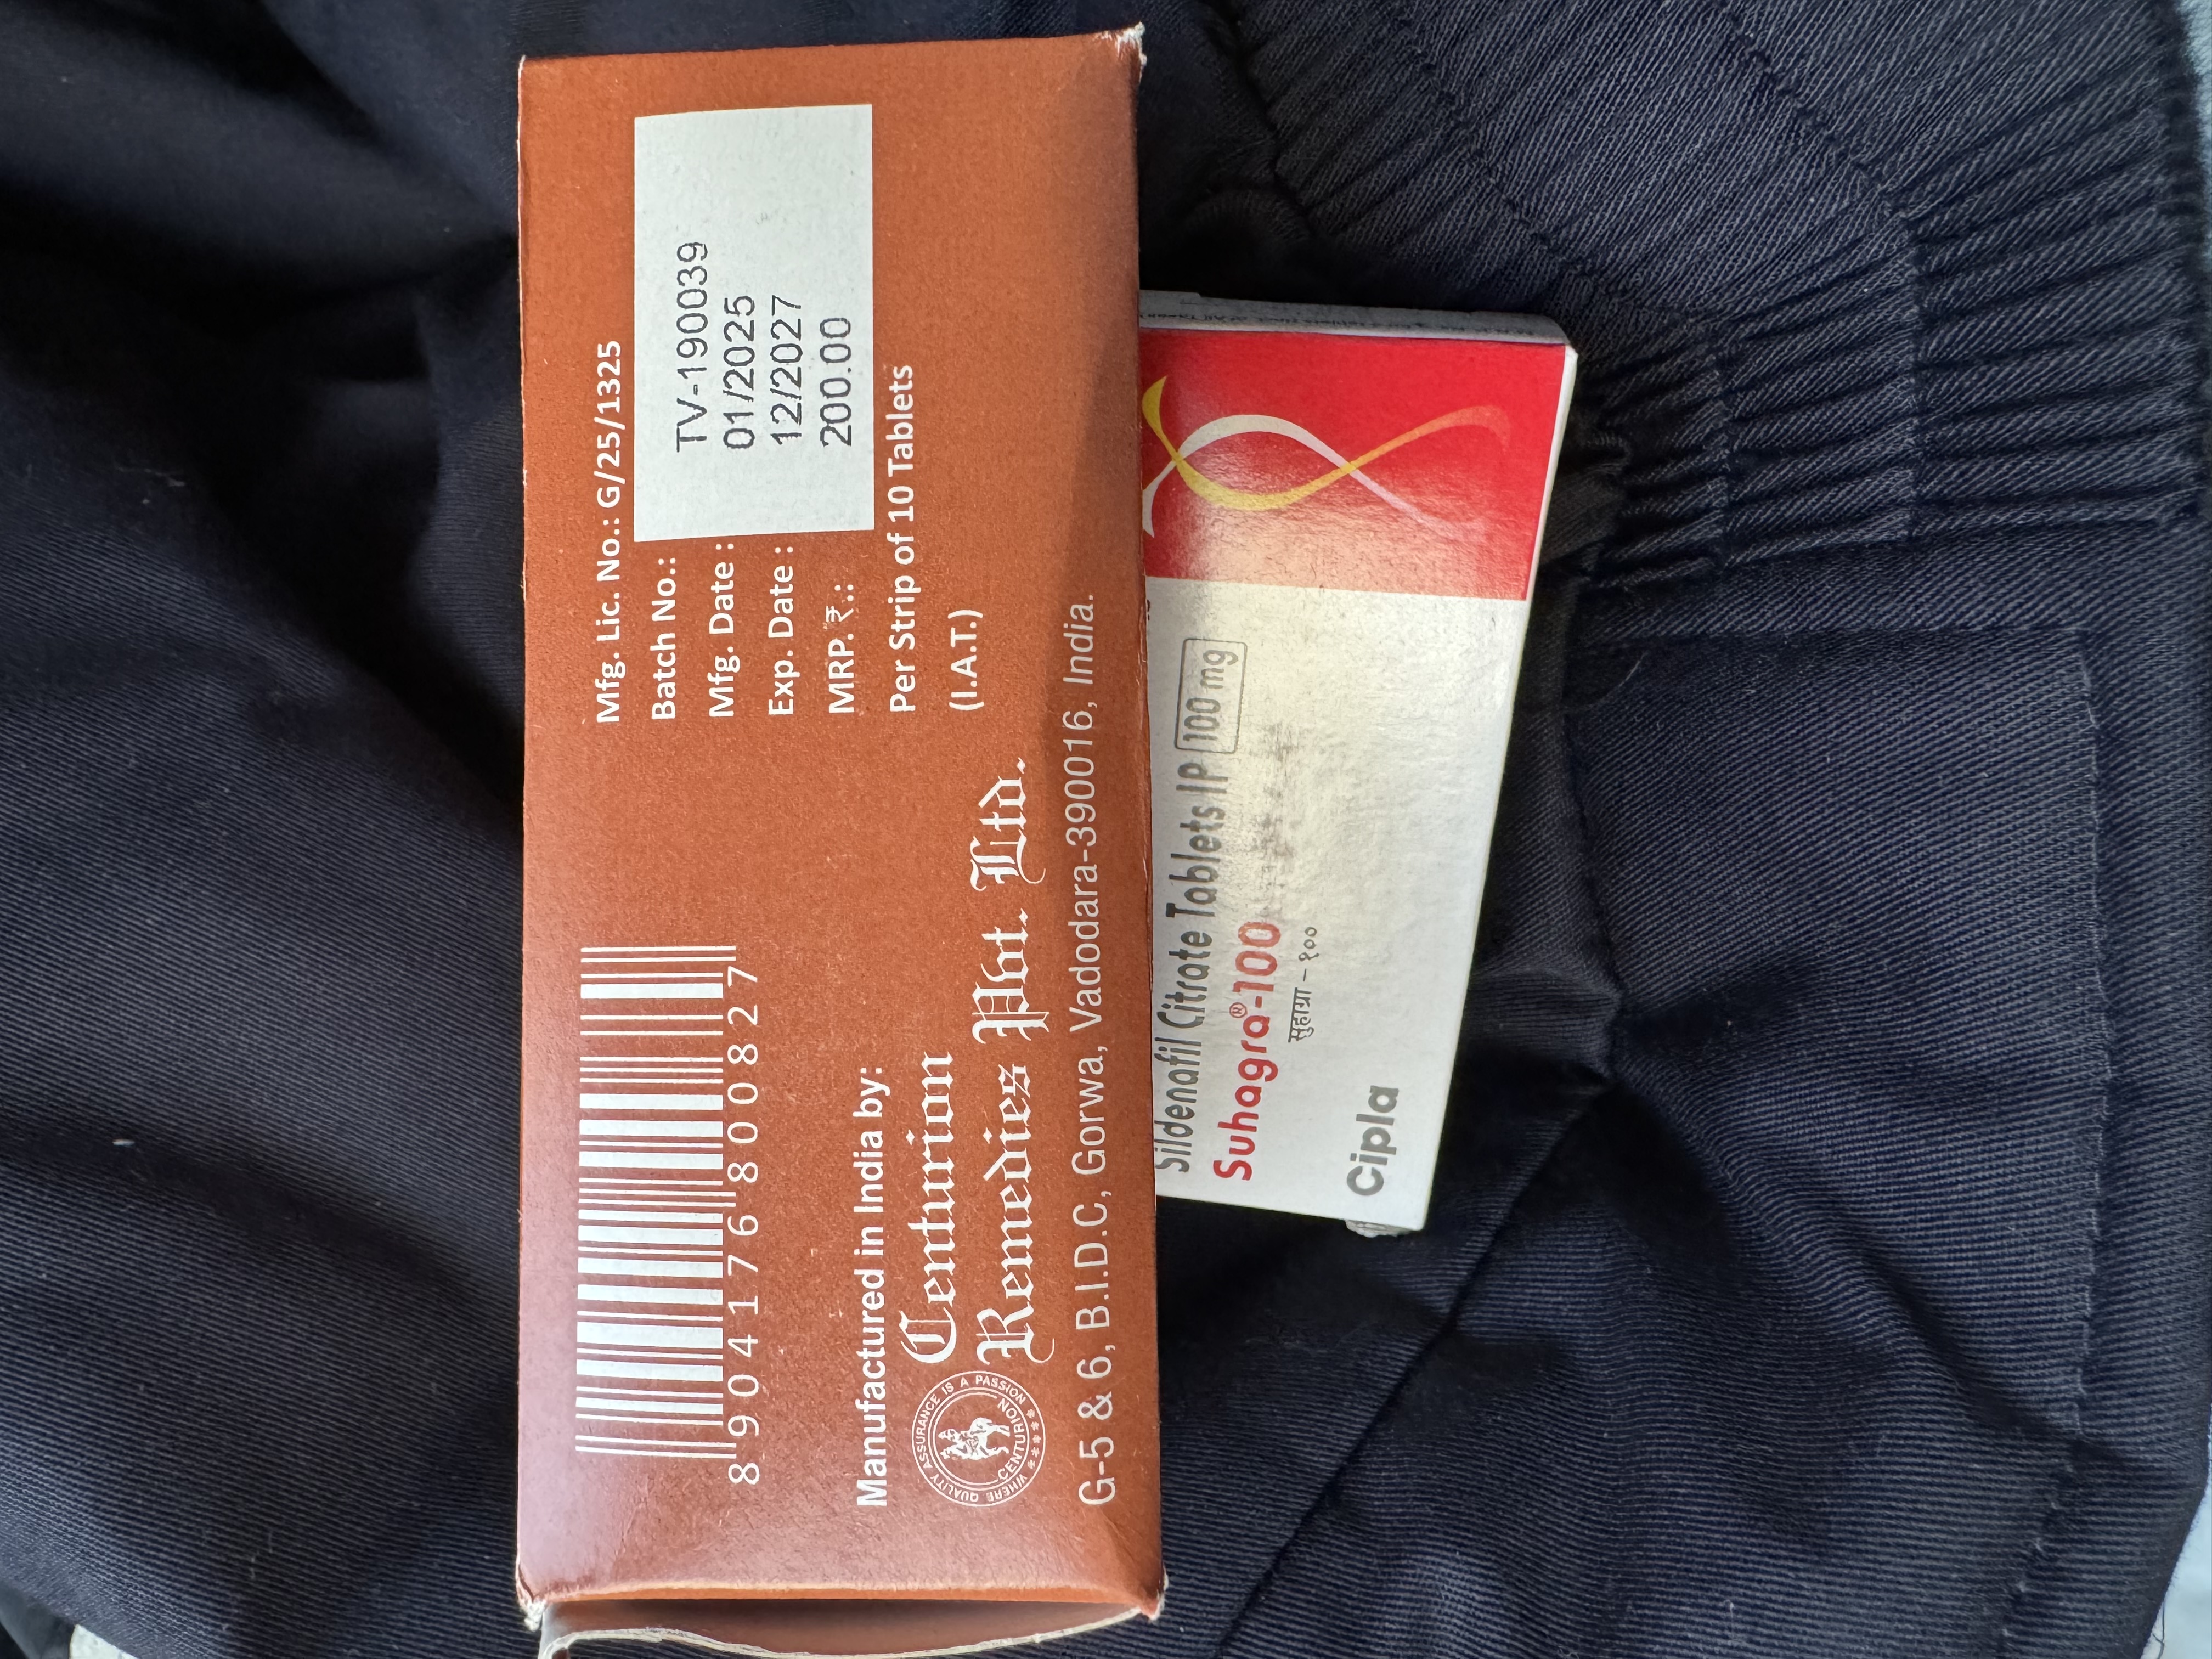 Mfg. Lic. No.: G/25/1325
Batch No.: TV-190039
Mfg. Date : 01/2025
Exp. Date : 12/2027
MRP. ₹.: 200.00
Per Strip of 10 Tablets
(I.A.T.)
8 904176 800827
Manufactured in India by:
Centurion
Remedies Pvt. Ltd.
WHERE QUALITY ASSURANCE IS A PASSION
CENTURION
G-5 & 6, B.I.D.C, Gorwa, Vadodara-390016, India.
Sildenafil Citrate Tablets IP 100 mg
Suhagra®-100
सुहाग्रा - १००
Cipla